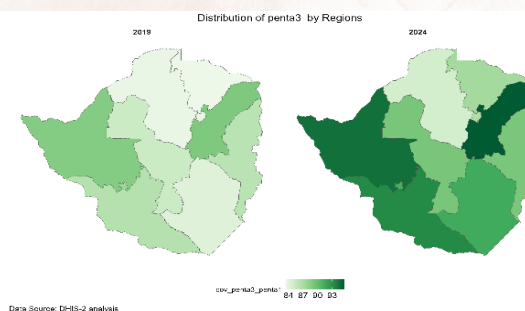 Distribution of penta3 by Regions
2019
2024
cov_penta3_penta1
84 87 90 93
Data Source: DHIS-2 analysis